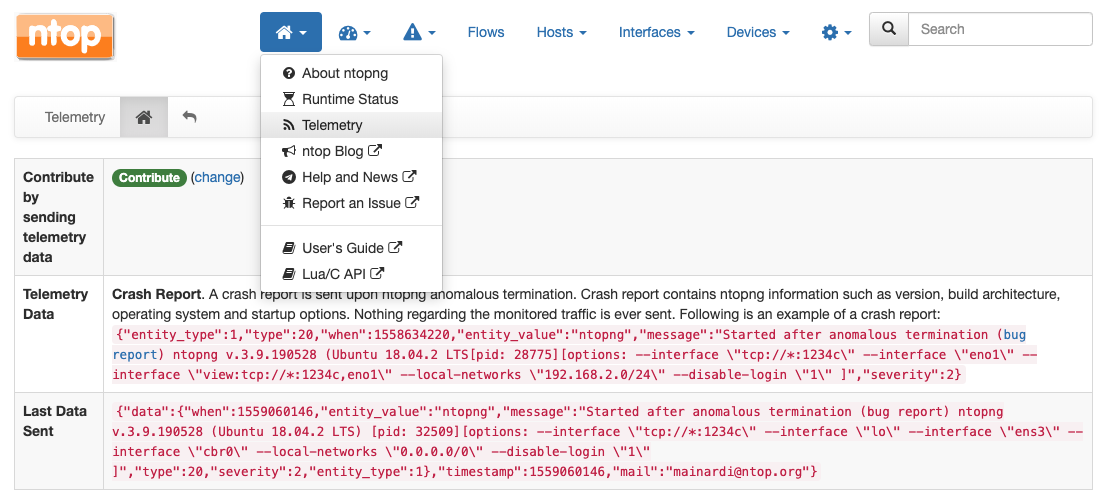 ntop
Flows Hosts Interfaces Devices Search
About ntopng
Runtime Status
Telemetry
ntop Blog
Help and News
Report an Issue
User's Guide
Lua/C API
Telemetry
Contribute by sending telemetry data
Contribute (change)
Telemetry Data
Crash Report. A crash report is sent upon ntopng anomalous termination. Crash report contains ntopng information such as version, build architecture,
operating system and startup options. Nothing regarding the monitored traffic is ever sent. Following is an example of a crash report:
{"entity_type":1,"type":20,"when":1558634220,"entity_value":"ntopng","message":"Started after anomalous termination (bug
report) ntopng v.3.9.190528 (Ubuntu 18.04.2 LTS[pid: 28775][options: --interface \"tcp://*:1234c\" --interface \"eno1\" --
interface \"view:tcp://*:1234c,eno1\" --local-networks \"192.168.2.0/24\" --disable-login \"1\" ]","severity":2}
Last Data Sent
{"data":{"when":1559060146,"entity_value":"ntopng","message":"Started after anomalous termination (bug report) ntopng
v.3.9.190528 (Ubuntu 18.04.2 LTS) [pid: 32509][options: --interface \"tcp://*:1234c\" --interface \"lo\" --interface \"ens3\" --
interface \"cbr0\" --local-networks \"0.0.0.0/0\" --disable-login \"1\"
]","type":20,"severity":2,"entity_type":1},"timestamp":1559060146,"mail":"mainardi@ntop.org"}